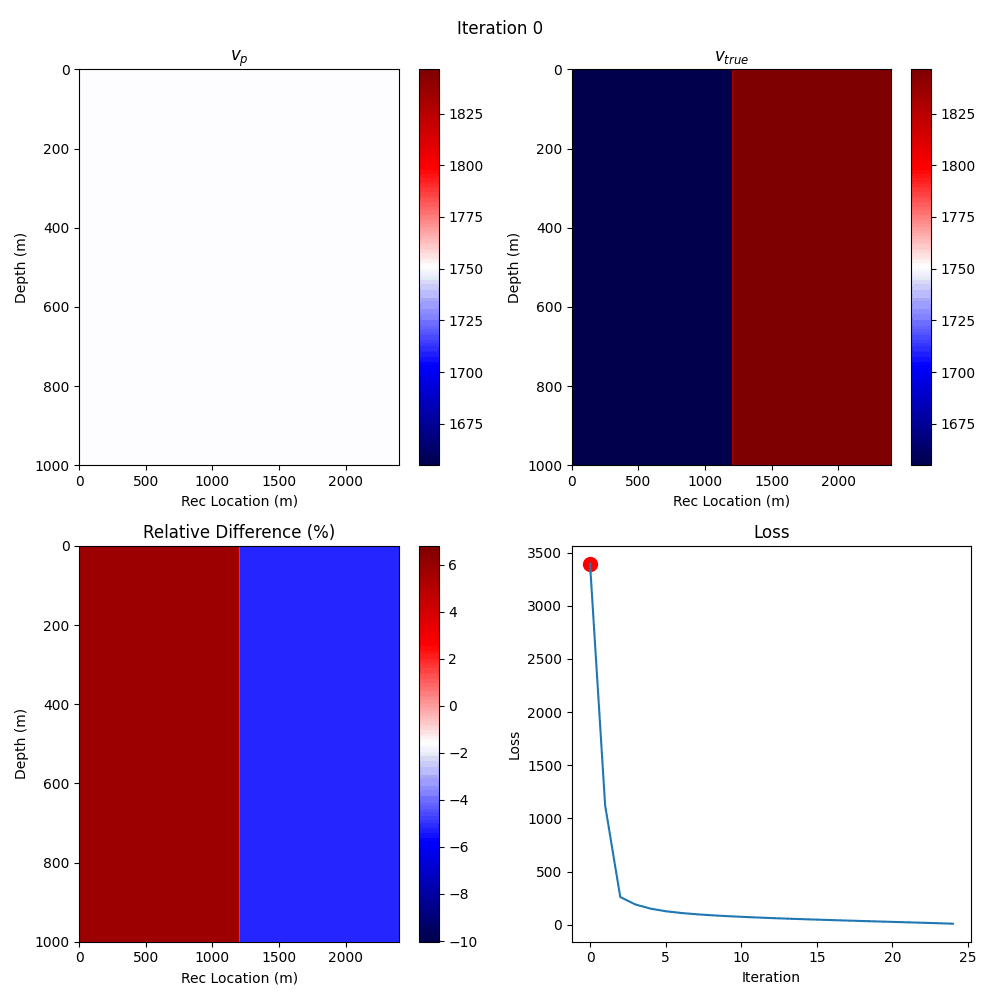 Iteration 0
v_p
0
200
400
600
800
1000
Depth (m)
0 500 1000 1500 2000
Rec Location (m)
1825
1800
1775
1750
1725
1700
1675
v_true
0
200
400
600
800
1000
Depth (m)
0 500 1000 1500 2000
Rec Location (m)
1825
1800
1775
1750
1725
1700
1675
Relative Difference (%)
0
200
400
600
800
1000
Depth (m)
0 500 1000 1500 2000
Rec Location (m)
6
4
2
0
−2
−4
−6
−8
−10
Loss
3500
3000
2500
2000
1500
1000
500
0
Loss
0 5 10 15 20 25
Iteration